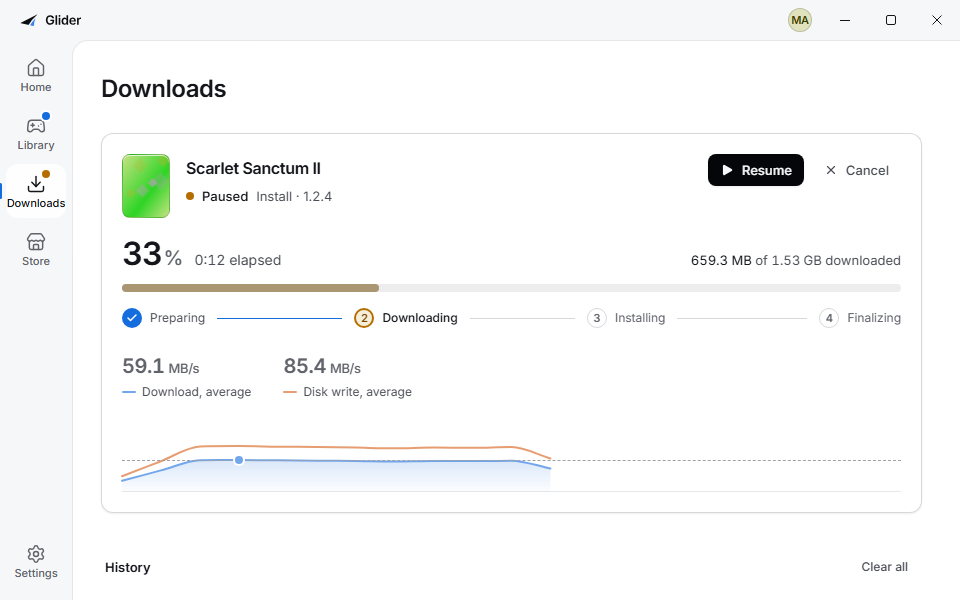 Glider
MA
Home
Library
Downloads
Store
Settings
Downloads
Scarlet Sanctum II
Paused Install · 1.2.4
Resume
Cancel
33% 0:12 elapsed
659.3 MB of 1.53 GB downloaded
Preparing
2 Downloading
3 Installing
4 Finalizing
59.1 MB/s
Download, average
85.4 MB/s
Disk write, average
History
Clear all